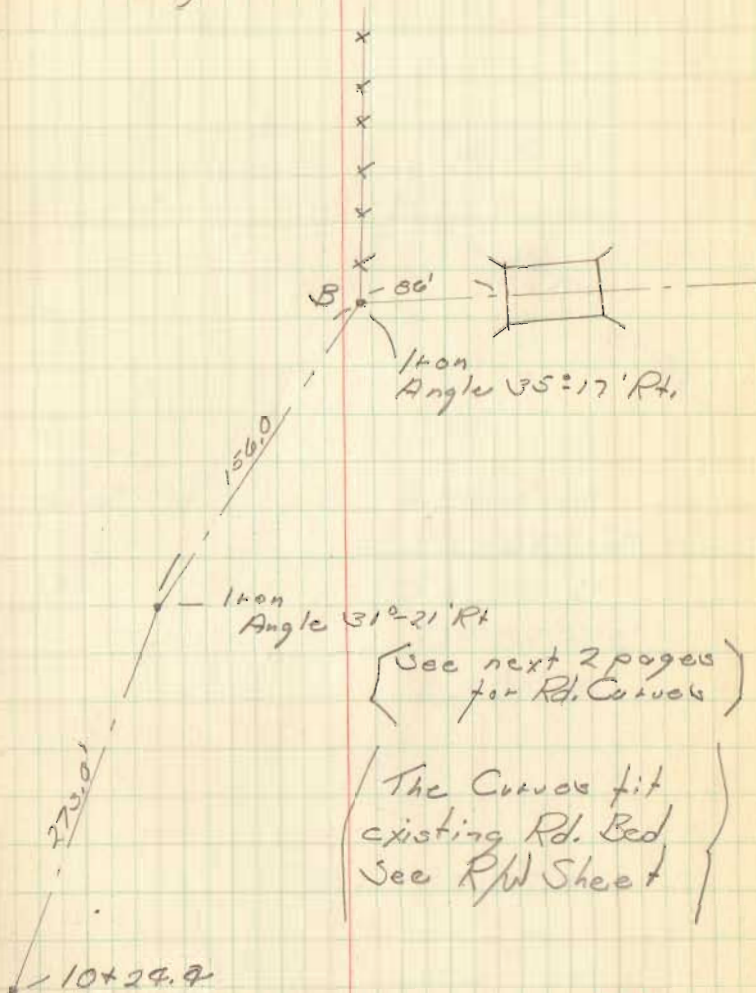 B
86'
Iron
Angle 35°-17' Rt.
156.0
Iron
Angle 31°-21' Rt
(See next 2 pages
for Rd. Curves)
273.0'
(The Curves fit
existing Rd. Bed
See R/W Sheet)
10+24.4